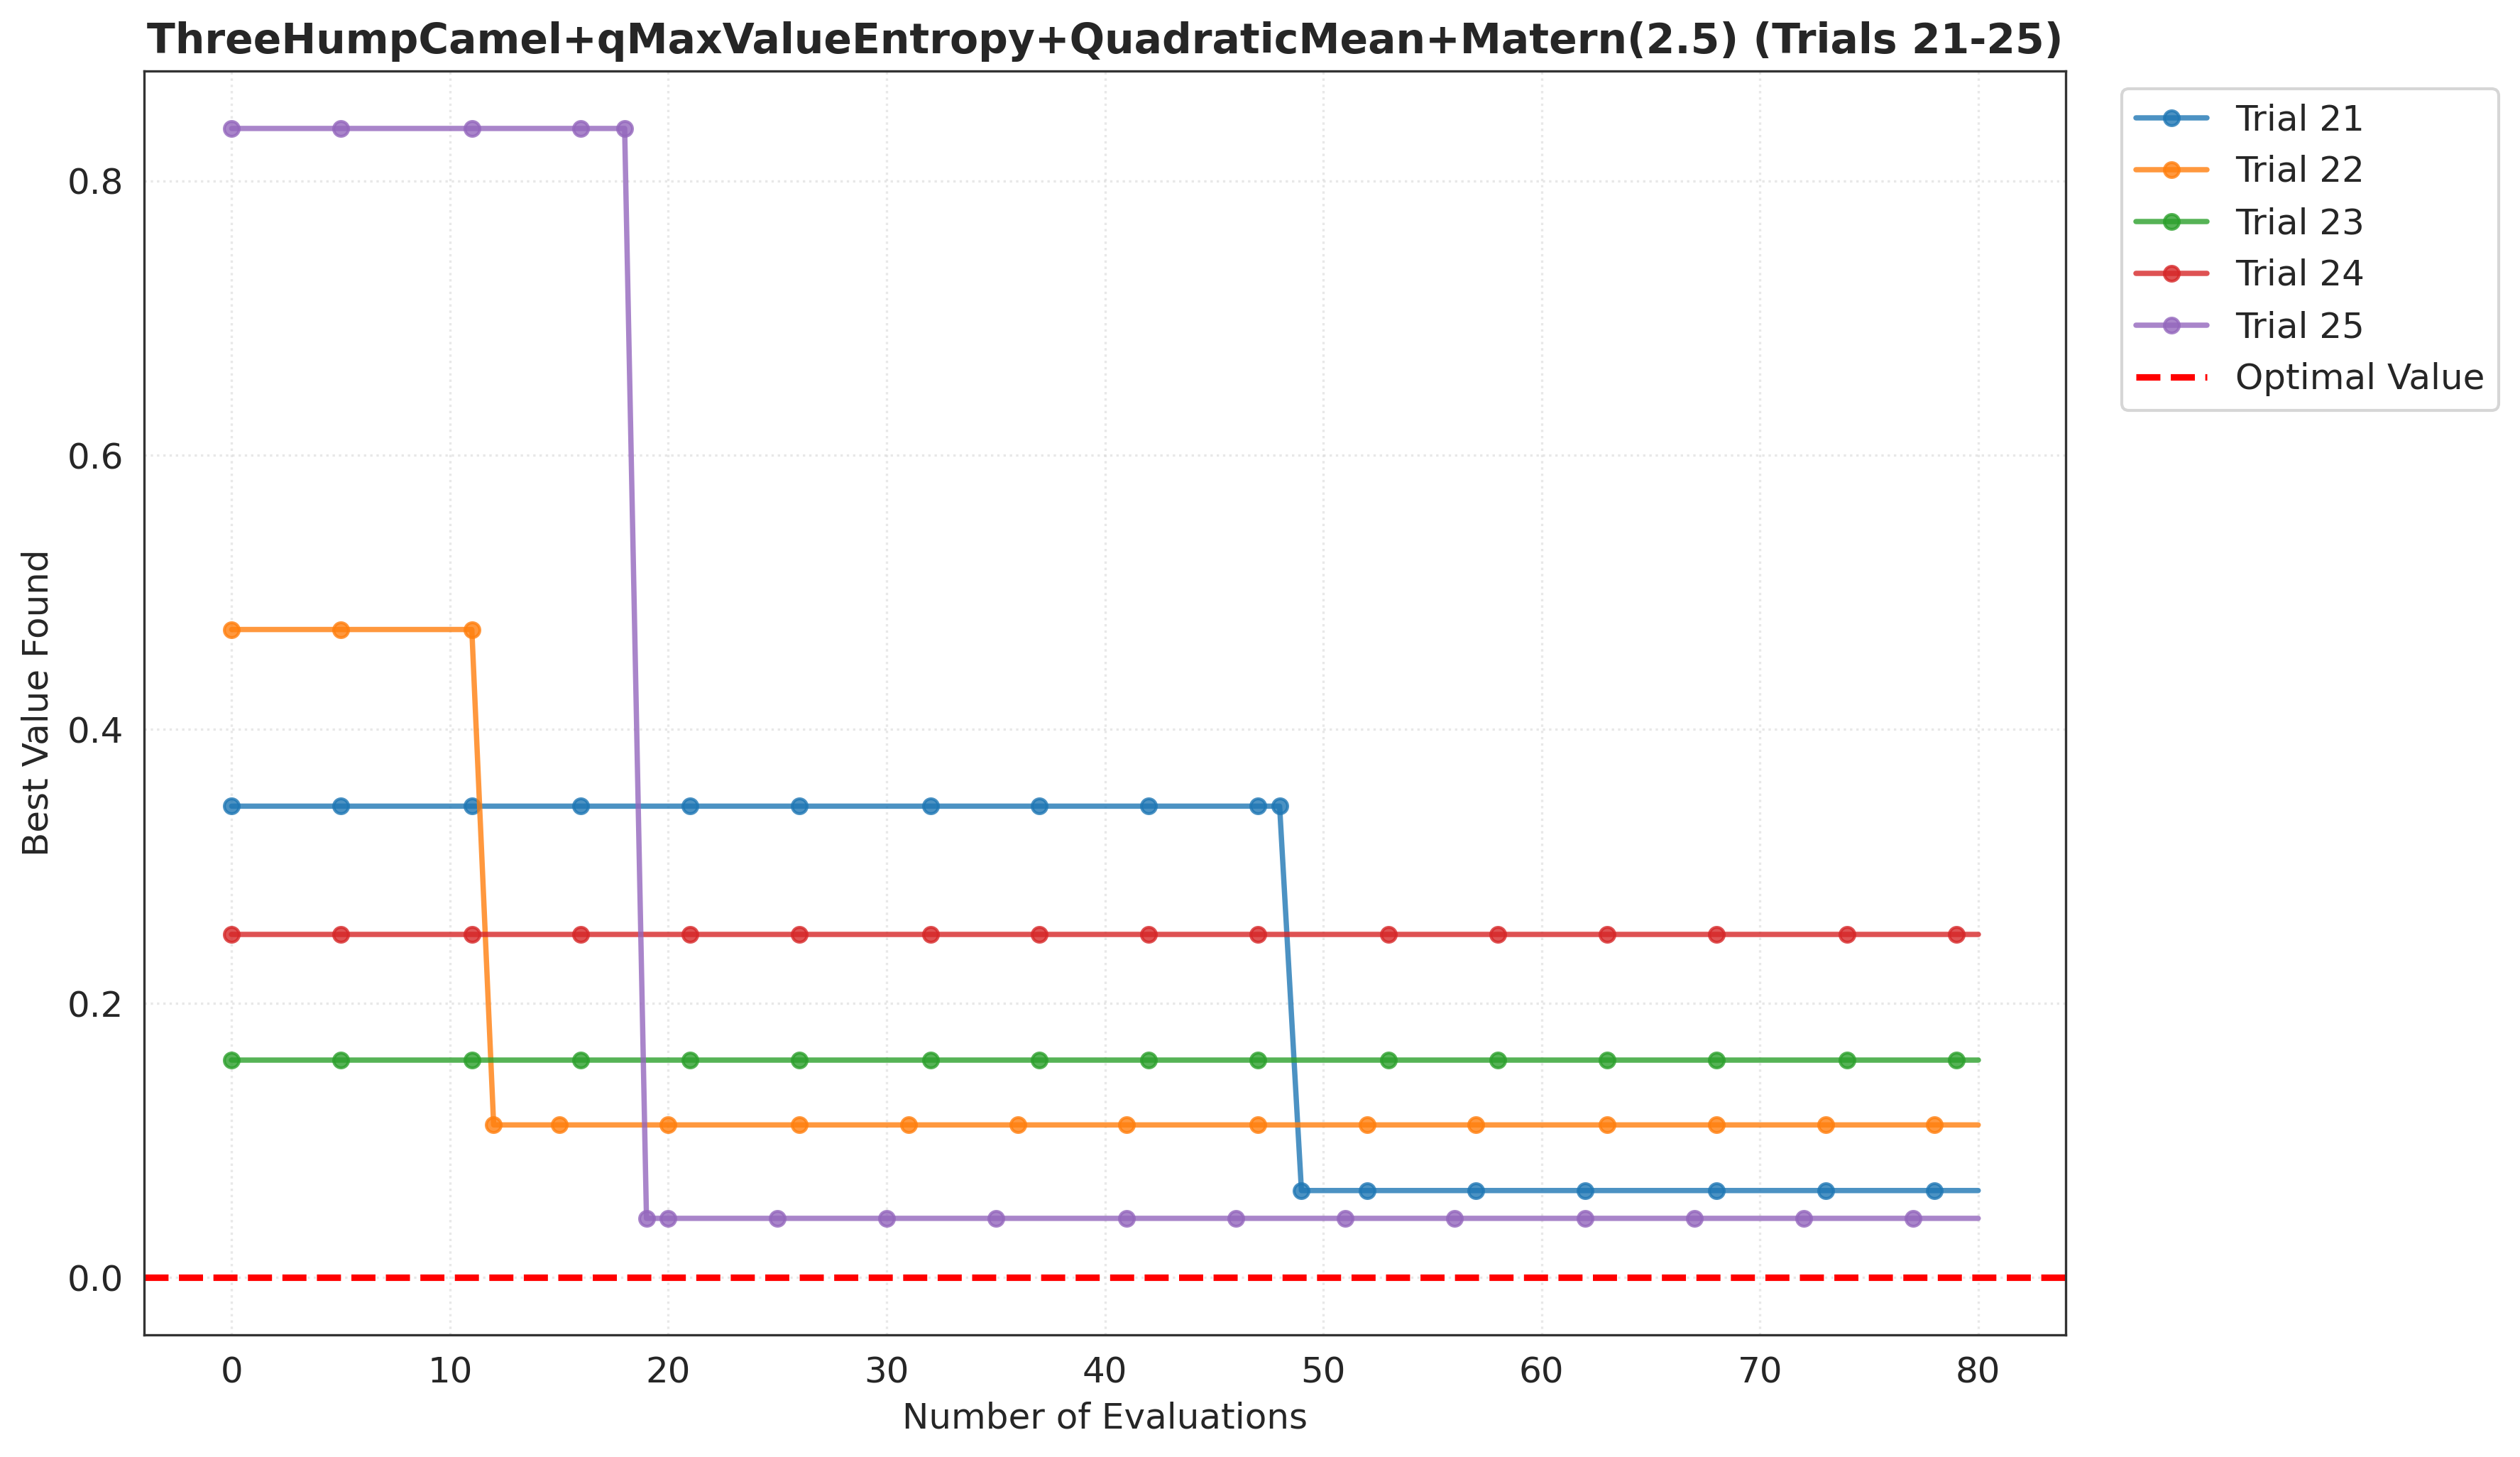 ThreeHumpCamel+qMaxValueEntropy+QuadraticMean+Matern(2.5) (Trials 21-25)
Trial 21
Trial 22
Trial 23
Trial 24
Trial 25
Optimal Value
Best Value Found
0.8
0.6
0.4
0.2
0.0
0 10 20 30 40 50 60 70 80
Number of Evaluations